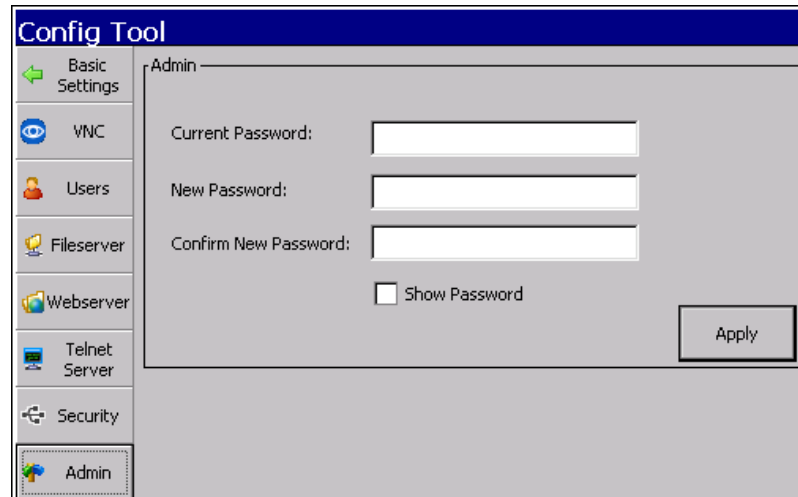 Config Tool
Basic
Settings
VNC
Users
Fileserver
Webserver
Telnet
Server
Security
Admin
Admin
Current Password:
New Password:
Confirm New Password:
Show Password
Apply